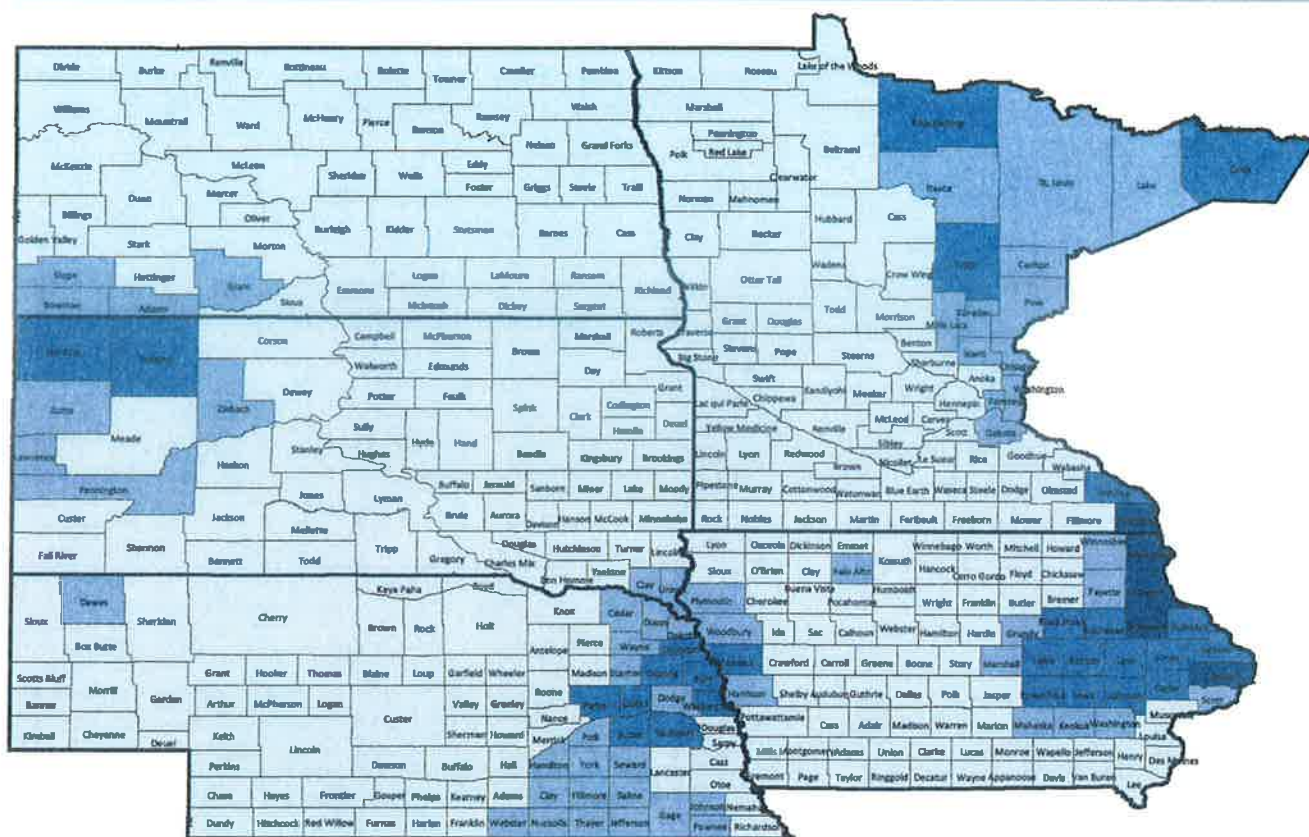 Divide Burke Renville Bottineau Rolette Towner Cavalier Pembina Kittson Roseau Lake of the Woods
Williams Mountrail Ward McHenry Pierce Benson Ramsey Walsh Marshall
Pennington
Nelson Grand Forks Polk Red Lake Beltrami
McKenzie McLean Sheridan Wells Eddy Clearwater Itasca St. Louis Lake Cook
Dunn Mercer Foster Griggs Steele Traill Norman Mahnomen
Billings Oliver Hubbard Cass
Golden Valley Stark Morton Burleigh Kidder Stutsman Barnes Cass Clay Becker
Slope Hettinger Grant Wadena Crow Wing Carlton
Emmons Logan LaMoure Ransom Richland Wilkin Otter Tail
Bowman Adams Sioux McIntosh Dickey Sargent Todd Morrison Mille Lacs Kanabec Pine
Grant Douglas
Corson Campbell McPherson Brown Marshall Roberts Traverse Benton
Harding Perkins Walworth Edmunds Day Big Stone Stevens Pope Stearns Sherburne Isanti Chisago
Dewey Grant Swift Kandiyohi Meeker Wright Anoka Washington
Butte Ziebach Potter Faulk Spink Clark Codington Lac qui Parle Chippewa Hennepin
Meade Sully Hyde Hand Hamlin Deuel Yellow Medicine Renville McLeod Carver Scott Dakota
Lawrence Stanley Hughes Sibley
Haakon Beadle Kingsbury Brookings Lincoln Lyon Redwood Brown Nicollet Le Sueur Rice Goodhue Wabasha
Pennington Buffalo Jerauld Sanborn Miner Lake Moody Pipestone Murray Cottonwood Watonwan Blue Earth Waseca Steele Dodge Olmsted
Custer Jackson Jones Lyman Brule Aurora Davison Hanson McCook Minnehaha Rock Nobles Jackson Martin Faribault Freeborn Mower Fillmore
Mellette
Fall River Shannon Bennett Todd Tripp Gregory Douglas Hutchinson Turner Lincoln Lyon Osceola Dickinson Emmet Winnebago Worth Mitchell Howard
Charles Mix Bon Homme Yankton Clay Union Sioux O'Brien Clay Palo Alto Kossuth Hancock Cerro Gordo Floyd Chickasaw
Keya Paha Boyd
Sioux Dawes Sheridan Cherry Brown Rock Holt Knox Cedar Plymouth Cherokee Buena Vista Pocahontas Humboldt Wright Franklin Butler Bremer Fayette
Box Butte Antelope Pierce Wayne Woodbury Ida Sac Calhoun Webster Hamilton Hardin Grundy
Scotts Bluff Grant Hooker Thomas Blaine Loup Garfield Wheeler Madison Crawford Carroll Greene Boone Story Marshall
Morrill Garden Boone Harrison Shelby Audubon Guthrie Dallas Polk Jasper
Banner Arthur McPherson Logan Custer Valley Greeley Nance Dodge
Kimball Cheyenne Deuel Keith Lincoln Sherman Howard Merrick Polk Douglas Pottawattamie Cass Adair Madison Warren Marion Mahaska Keokuk Washington
Perkins Dawson Buffalo Hall Hamilton York Seward Lancaster Sarpy Cass Mills Montgomery Adams Union Clarke Lucas Monroe Wapello Jefferson Henry Des Moines Louisa
Otoe Page Taylor Ringgold Decatur Wayne Appanoose Davis Van Buren Lee
Chase Hayes Frontier Gosper Phelps Kearney Adams Clay Fillmore Saline
Gage Johnson Nemaha
Dundy Hitchcock Red Willow Furnas Harlan Franklin Webster Nuckolls Thayer Jefferson Pawnee Richardson